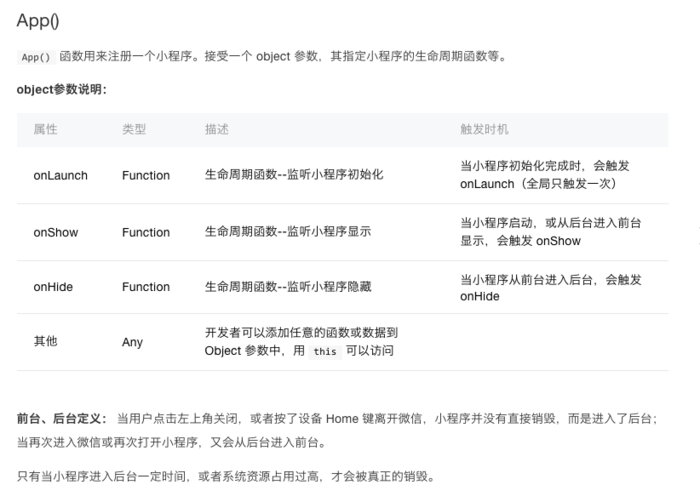 App()
App() 函数用来注册一个小程序。接受一个 object 参数，其指定小程序的生命周期函数等。
object参数说明：
属性 类型 描述 触发时机
onLaunch Function 生命周期函数--监听小程序初始化 当小程序初始化完成时，会触发
onLaunch（全局只触发一次）
onShow Function 生命周期函数--监听小程序显示 当小程序启动，或从后台进入前台
显示，会触发 onShow
onHide Function 生命周期函数--监听小程序隐藏 当小程序从前台进入后台，会触发
onHide
其他 Any 开发者可以添加任意的函数或数据到
Object 参数中，用 this 可以访问
前台、后台定义： 当用户点击左上角关闭，或者按了设备 Home 键离开微信，小程序并没有直接销毁，而是进入了后台；
当再次进入微信或再次打开小程序，又会从后台进入前台。
只有当小程序进入后台一定时间，或者系统资源占用过高，才会被真正的销毁。